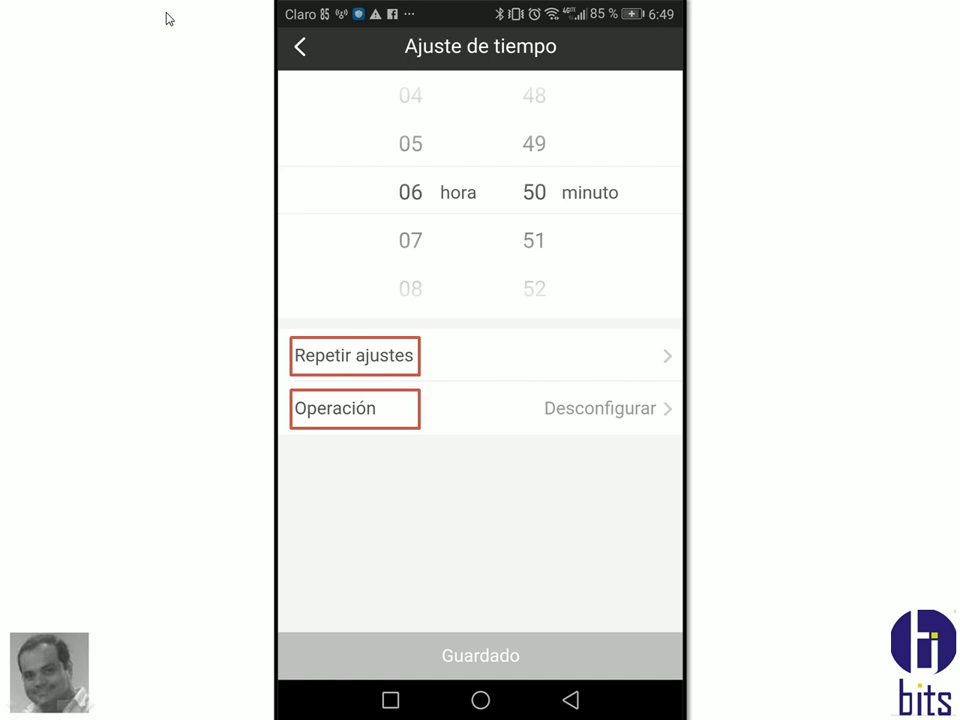 Claro 85 ... 85 % 6:49
Ajuste de tiempo
04 48
05 49
06 hora 50 minuto
07 51
08 52
Repetir ajustes
Operación Desconfigurar
Guardado
bits